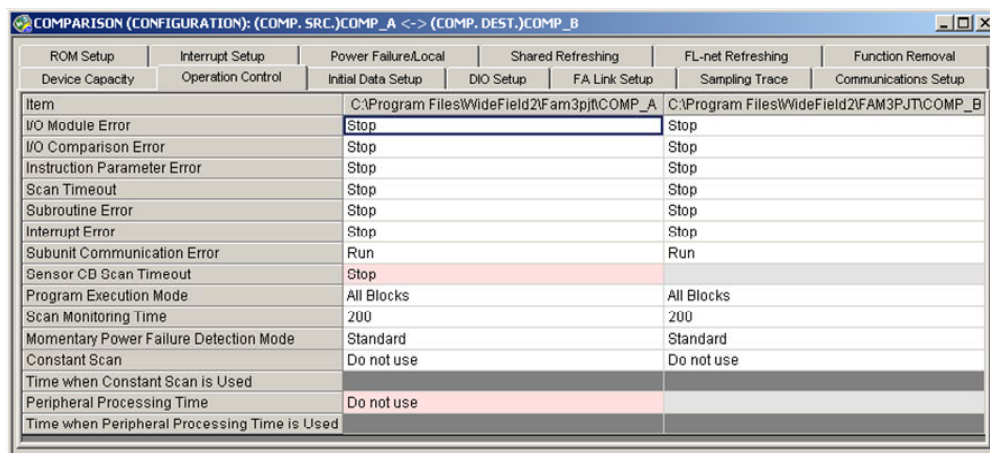 COMPARISON (CONFIGURATION): (COMP. SRC.)COMP_A <-> (COMP. DEST.)COMP_B
ROM Setup Interrupt Setup Power Failure/Local Shared Refreshing FL-net Refreshing Function Removal
Device Capacity Operation Control Initial Data Setup DIO Setup FA Link Setup Sampling Trace Communications Setup
Item C:\Program Files\WideField2\Fam3pjt\COMP_A C:\Program Files\WideField2\FAM3PJT\COMP_B
I/O Module Error Stop Stop
I/O Comparison Error Stop Stop
Instruction Parameter Error Stop Stop
Scan Timeout Stop Stop
Subroutine Error Stop Stop
Interrupt Error Stop Stop
Subunit Communication Error Run Run
Sensor CB Scan Timeout Stop
Program Execution Mode All Blocks All Blocks
Scan Monitoring Time 200 200
Momentary Power Failure Detection Mode Standard Standard
Constant Scan Do not use Do not use
Time when Constant Scan is Used
Peripheral Processing Time Do not use
Time when Peripheral Processing Time is Used